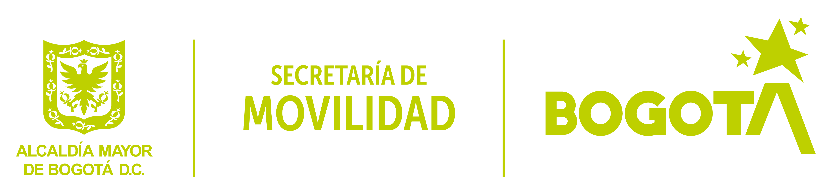 ALCALDÍA MAYOR
DE BOGOTÁ D.C.
SECRETARÍA DE
MOVILIDAD
BOGOTÁ